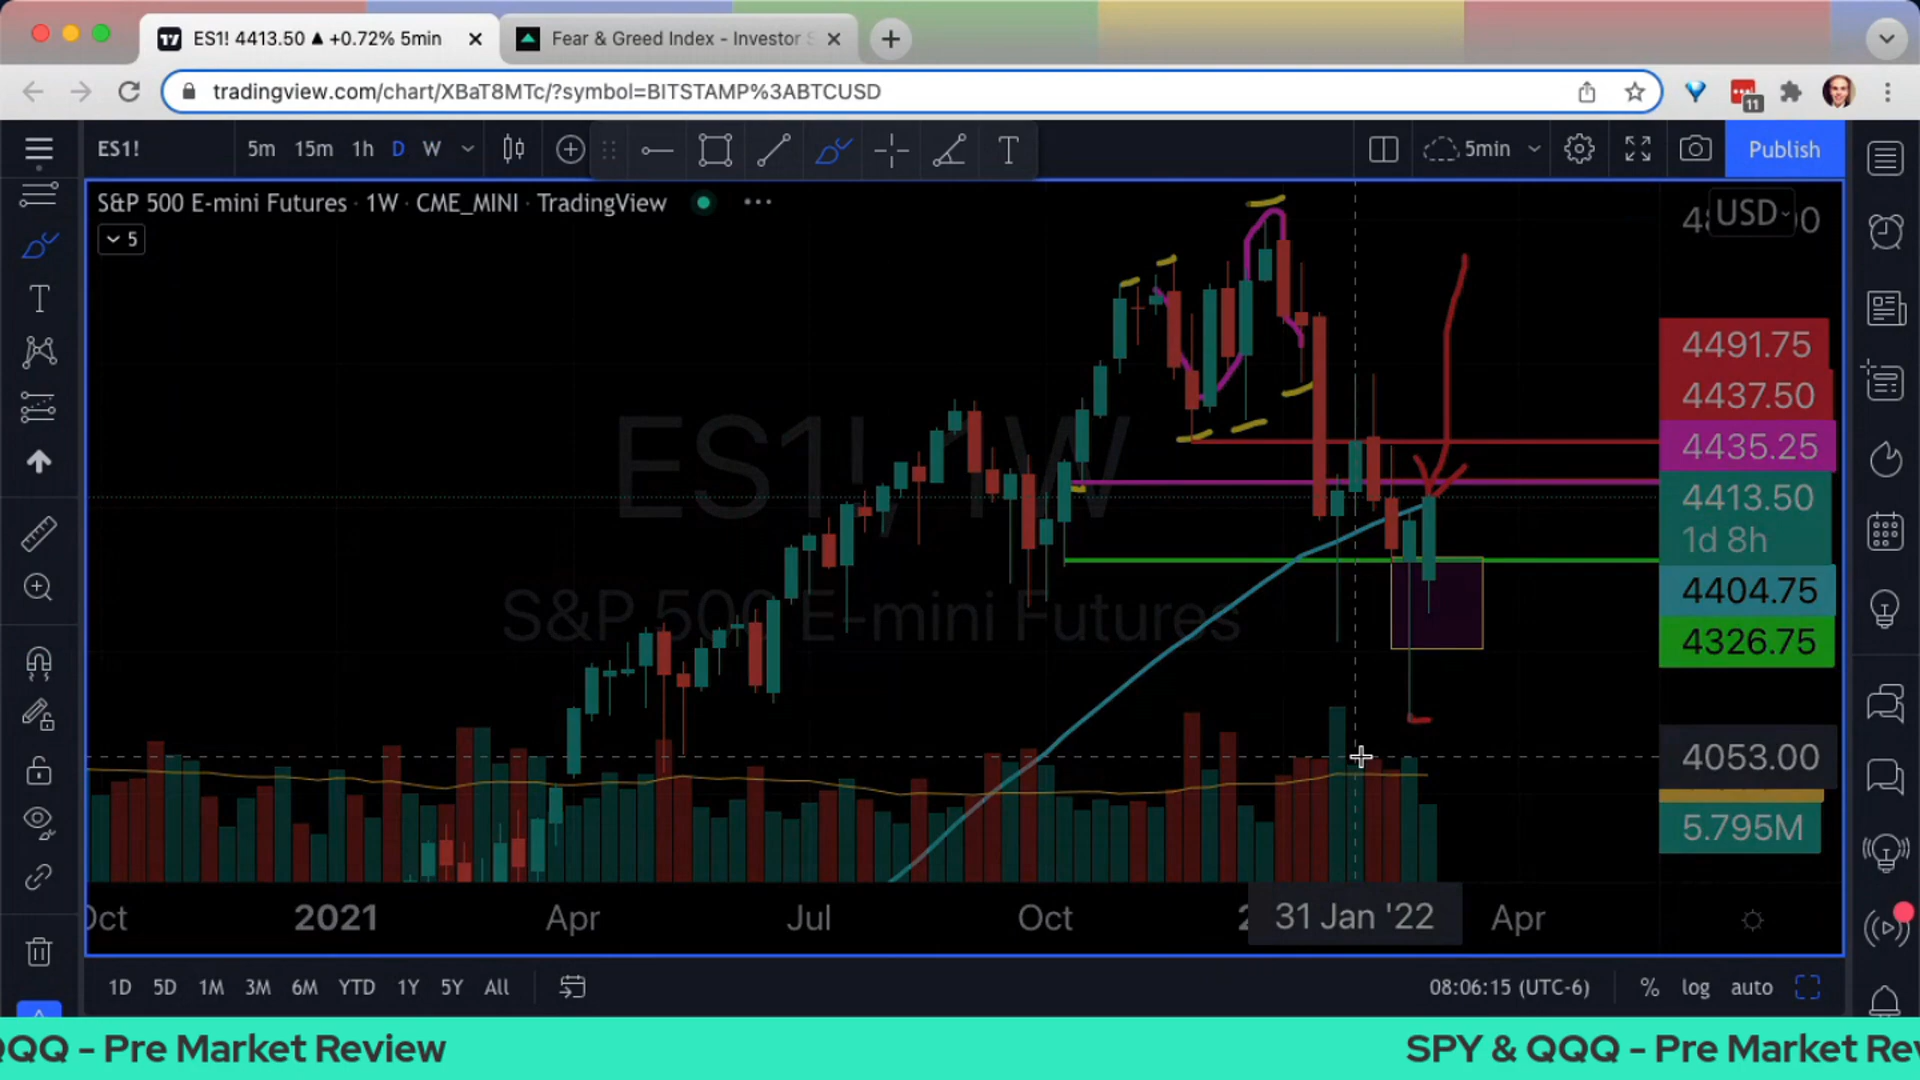 ES1! 4413.50 ▲ +0.72% 5min
Fear & Greed Index - Investor
tradingview.com/chart/XBaT8MTc/?symbol=BITSTAMP%3ABTCUSD
11
ES1!
5m 15m 1h D W
5min
Publish
S&P 500 E-mini Futures · 1W · CME_MINI · TradingView
5
USD
4491.75
4437.50
4435.25
4413.50
1d 8h
4404.75
4326.75
4053.00
5.795M
ES1!, 1W
S&P 500 E-mini Futures
Oct 2021 Apr Jul Oct 31 Jan '22 Apr
1D 5D 1M 3M 6M YTD 1Y 5Y All
08:06:15 (UTC-6) % log auto
QQQ - Pre Market Review
SPY & QQQ - Pre Market Rev